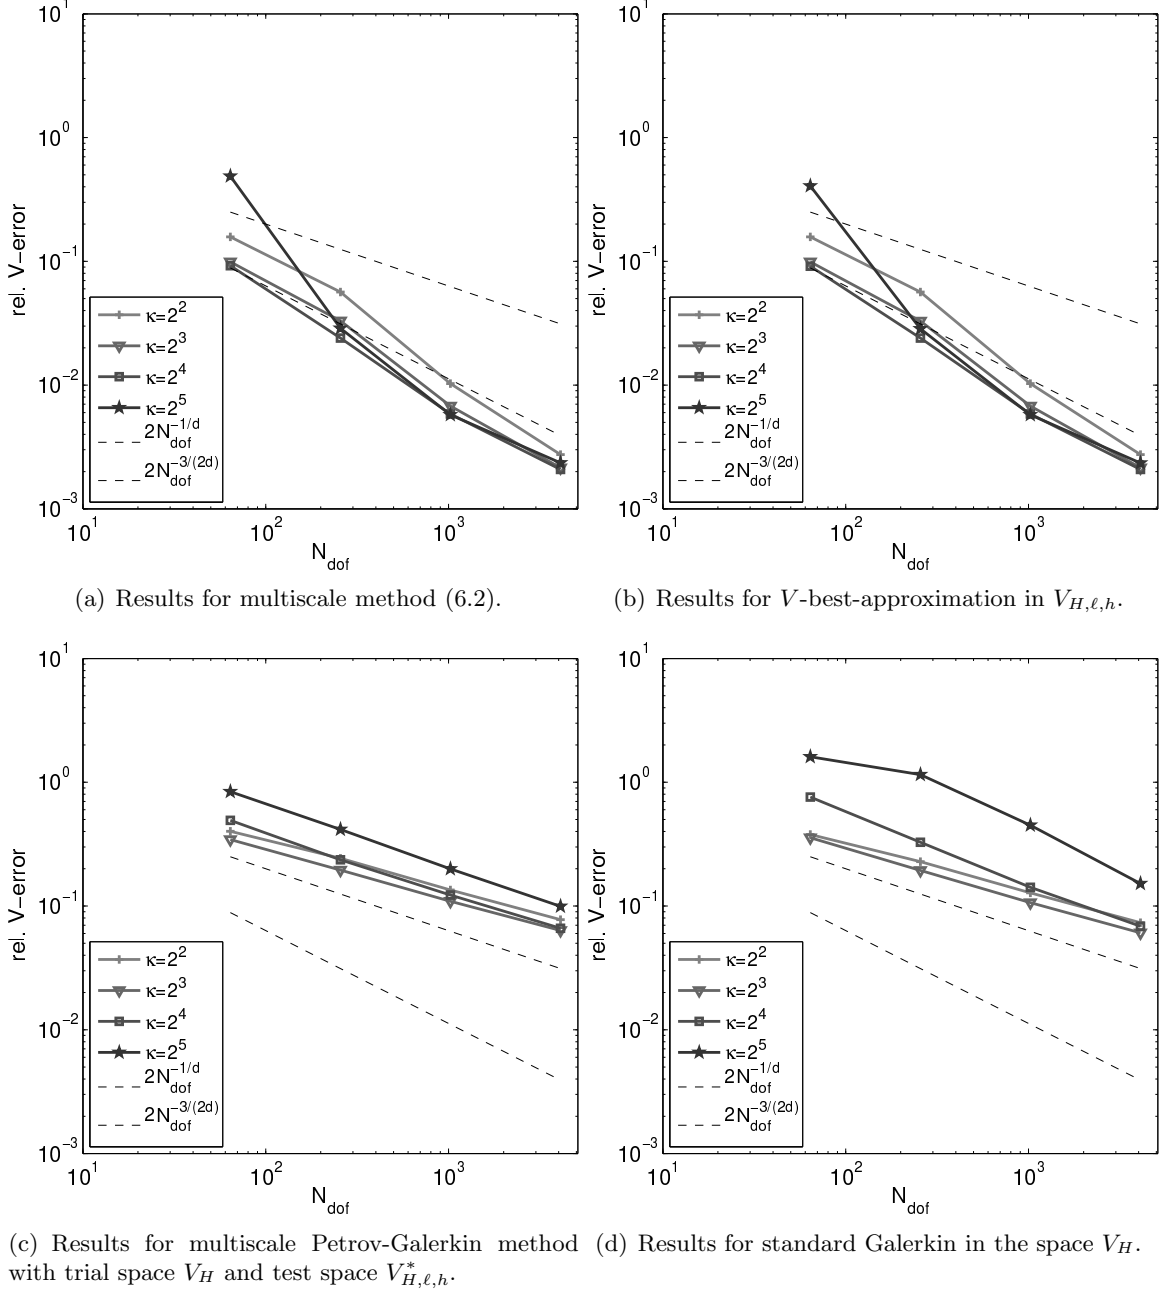 10^1
10^0
10^−1
10^−2
10^−3
rel. V−error
κ=2^2
κ=2^3
κ=2^4
κ=2^5
2N_dof^−1/d
2N_dof^−3/(2d)
10^1 10^2 10^3
N_dof
(a) Results for multiscale method (6.2).
10^1
10^0
10^−1
10^−2
10^−3
rel. V−error
κ=2^2
κ=2^3
κ=2^4
κ=2^5
2N_dof^−1/d
2N_dof^−3/(2d)
10^1 10^2 10^3
N_dof
(b) Results for V-best-approximation in V_{H,ℓ,h}.
10^1
10^0
10^−1
10^−2
10^−3
rel. V−error
κ=2^2
κ=2^3
κ=2^4
κ=2^5
2N_dof^−1/d
2N_dof^−3/(2d)
10^1 10^2 10^3
N_dof
(c) Results for multiscale Petrov-Galerkin method
with trial space V_H and test space V*_{H,ℓ,h}.
10^1
10^0
10^−1
10^−2
10^−3
rel. V−error
κ=2^2
κ=2^3
κ=2^4
κ=2^5
2N_dof^−1/d
2N_dof^−3/(2d)
10^1 10^2 10^3
N_dof
(d) Results for standard Galerkin in the space V_H.